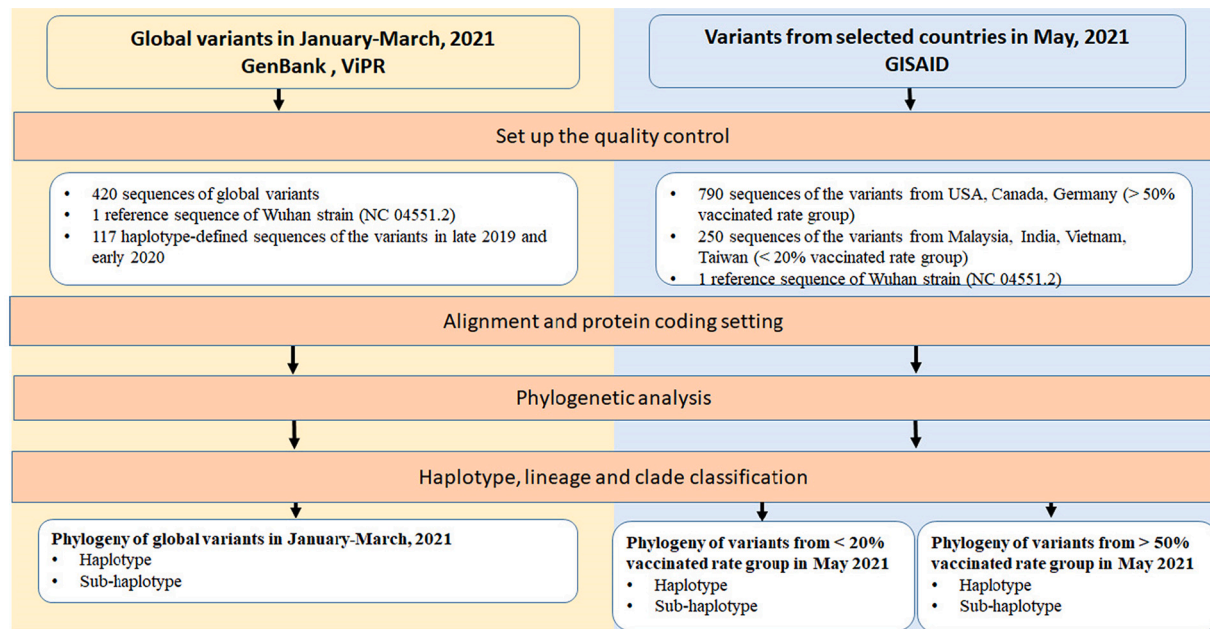 Global variants in January-March, 2021
GenBank , ViPR
Variants from selected countries in May, 2021
GISAID
Set up the quality control
• 420 sequences of global variants
• 1 reference sequence of Wuhan strain (NC 04551.2)
• 117 haplotype-defined sequences of the variants in late 2019 and
early 2020
• 790 sequences of the variants from USA, Canada, Germany (> 50%
vaccinated rate group)
• 250 sequences of the variants from Malaysia, India, Vietnam,
Taiwan (< 20% vaccinated rate group)
• 1 reference sequence of Wuhan strain (NC 04551.2)
Alignment and protein coding setting
Phylogenetic analysis
Haplotype, lineage and clade classification
Phylogeny of global variants in January-March, 2021
• Haplotype
• Sub-haplotype
Phylogeny of variants from < 20%
vaccinated rate group in May 2021
• Haplotype
• Sub-haplotype
Phylogeny of variants from > 50%
vaccinated rate group in May 2021
• Haplotype
• Sub-haplotype